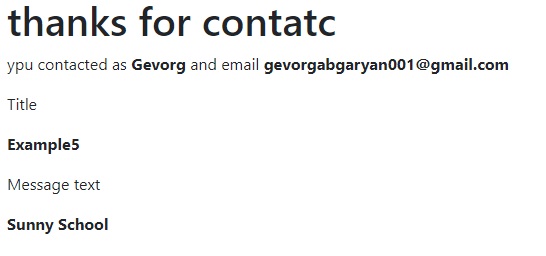 thanks for contatc
ypu contacted as Gevorg and email gevorgabgaryan001@gmail.com
Title
Example5
Message text
Sunny School